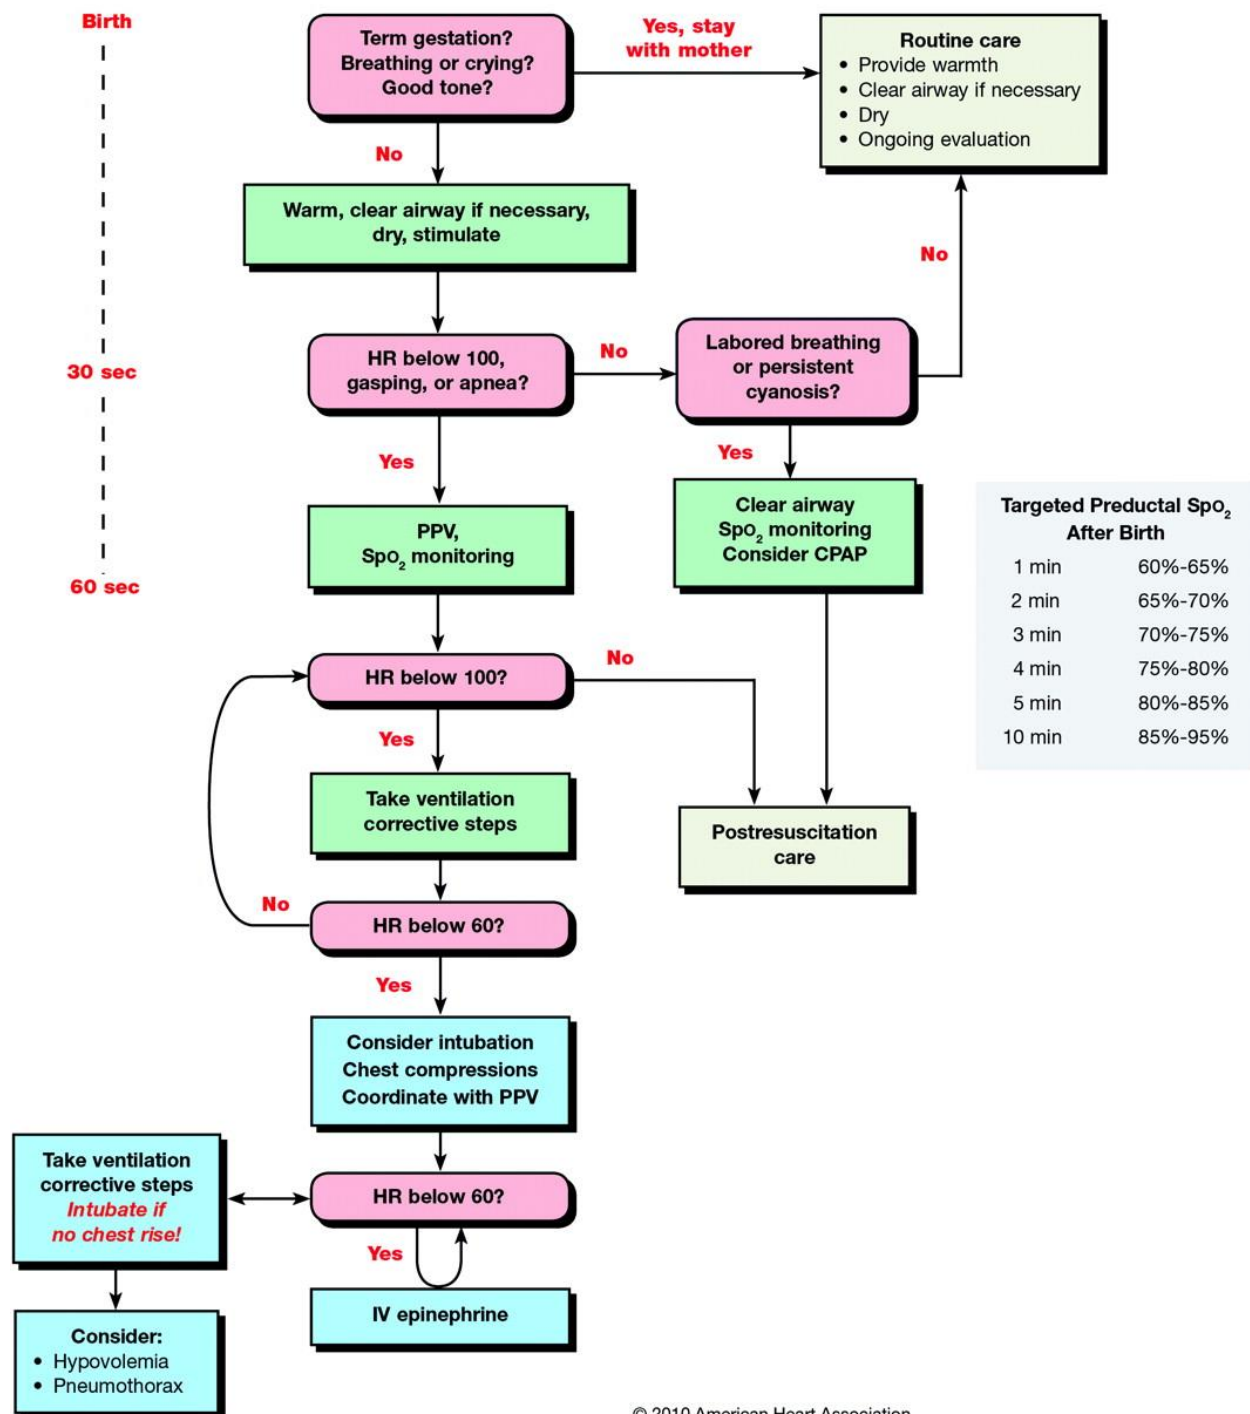 Birth
Term gestation?
Breathing or crying?
Good tone?
Yes, stay
with mother
Routine care
• Provide warmth
• Clear airway if necessary
• Dry
• Ongoing evaluation
No
Warm, clear airway if necessary,
dry, stimulate
No
30 sec
HR below 100,
gasping, or apnea?
No
Labored breathing
or persistent
cyanosis?
Yes
Yes
PPV,
SpO₂ monitoring
Clear airway
SpO₂ monitoring
Consider CPAP
60 sec
Targeted Preductal SpO₂
After Birth
1 min 60%-65%
2 min 65%-70%
3 min 70%-75%
4 min 75%-80%
5 min 80%-85%
10 min 85%-95%
HR below 100?
No
Yes
Take ventilation
corrective steps
Postresuscitation
care
No
HR below 60?
Yes
Consider intubation
Chest compressions
Coordinate with PPV
Take ventilation
corrective steps
Intubate if
no chest rise!
HR below 60?
Yes
IV epinephrine
Consider:
• Hypovolemia
• Pneumothorax
© 2010 American Heart Association